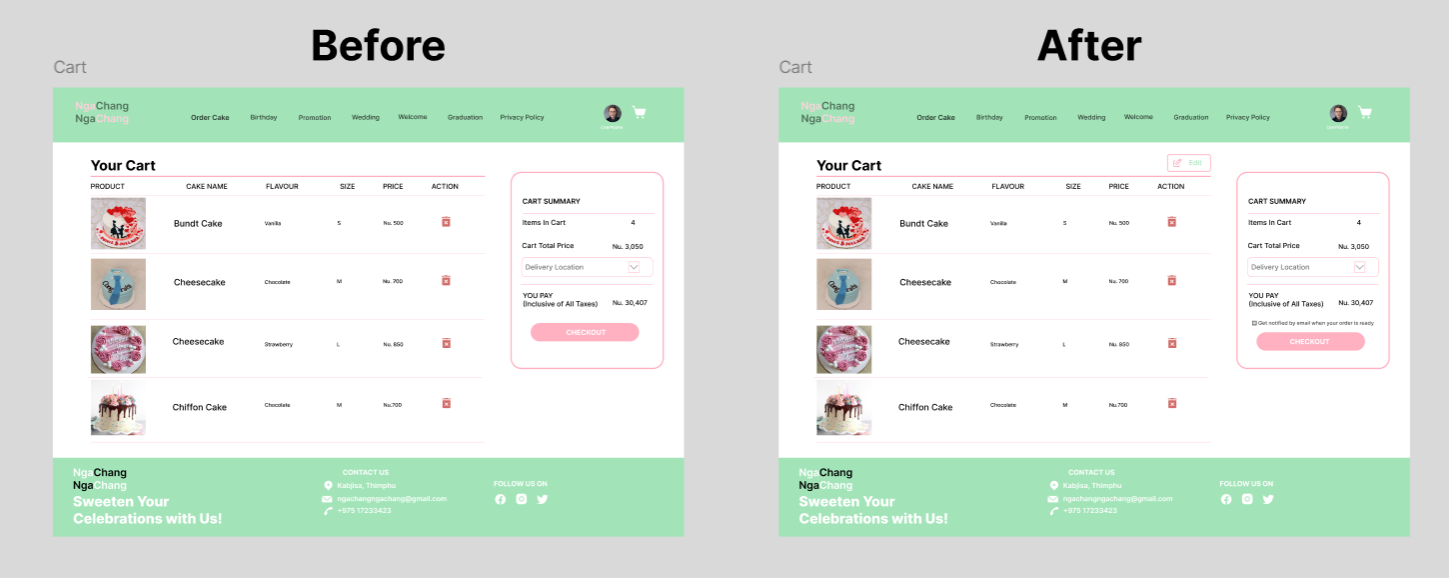 Before
Cart
NgaChang
NgaChang
Order Cake Birthday Promotion Wedding Welcome Graduation Privacy Policy
Your Cart
PRODUCT CAKE NAME FLAVOUR SIZE PRICE ACTION
Bundt Cake Vanilla S Nu. 500
Cheesecake Chocolate M Nu. 700
Cheesecake Strawberry L Nu. 850
Chiffon Cake Chocolate M Nu.700
CART SUMMARY
Items In Cart 4
Cart Total Price Nu. 3,050
Delivery Location
YOU PAY
(Inclusive of All Taxes) Nu. 30,407
CHECKOUT
NgaChang
NgaChang
Sweeten Your
Celebrations with Us!
CONTACT US
Kabjisa, Thimphu
ngachangngachang@gmail.com
+975 17233423
FOLLOW US ON
After
Cart
NgaChang
NgaChang
Order Cake Birthday Promotion Wedding Welcome Graduation Privacy Policy
Your Cart
Edit
PRODUCT CAKE NAME FLAVOUR SIZE PRICE ACTION
Bundt Cake Vanilla S Nu. 500
Cheesecake Chocolate M Nu. 700
Cheesecake Strawberry L Nu. 850
Chiffon Cake Chocolate M Nu.700
CART SUMMARY
Items In Cart 4
Cart Total Price Nu. 3,050
Delivery Location
YOU PAY
(Inclusive of All Taxes) Nu. 30,407
Get notified by email when your order is ready
CHECKOUT
NgaChang
NgaChang
Sweeten Your
Celebrations with Us!
CONTACT US
Kabjisa, Thimphu
ngachangngachang@gmail.com
+975 17233423
FOLLOW US ON